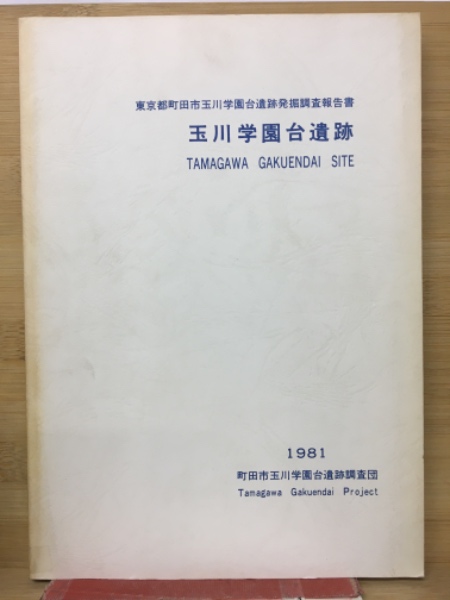 東京都町田市玉川学園台遺跡発掘調査報告書
玉川学園台遺跡
TAMAGAWA GAKUENDAI SITE
1981
町田市玉川学園台遺跡調査団
Tamagawa Gakuendai Project